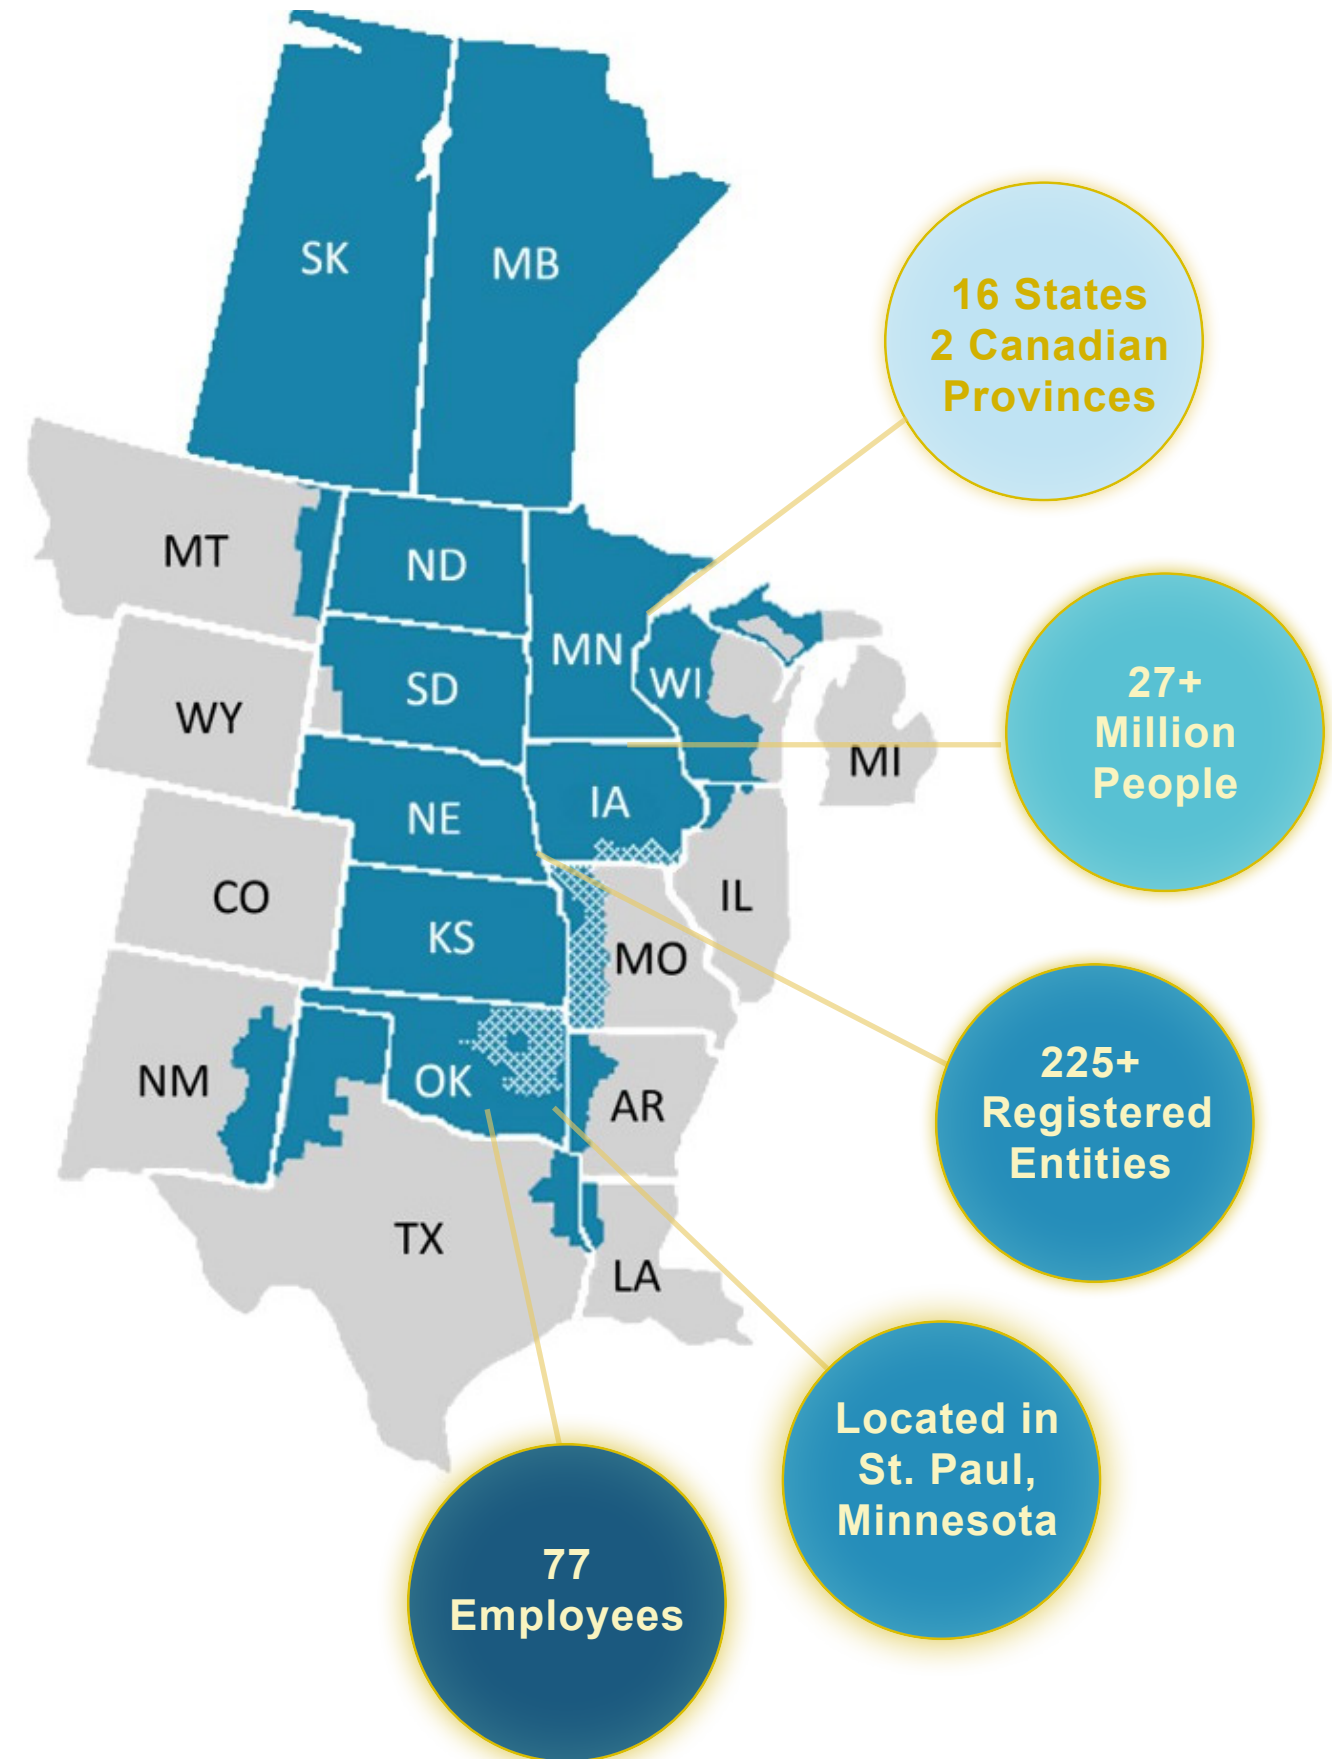 SK
MB
16 States
2 Canadian
Provinces
MT
ND
MN
WI
SD
WY
27+
Million
People
MI
IA
NE
CO
IL
KS
MO
NM
OK
AR
225+
Registered
Entities
TX
LA
Located in
St. Paul,
Minnesota
77
Employees